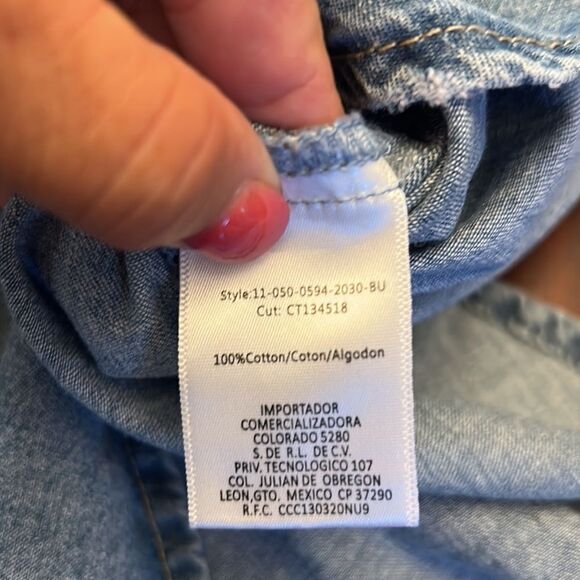 Style:11-050-0594-2030-BU
Cut: CT134518
100%Cotton/Coton/Algodon
IMPORTADOR
COMERCIALIZADORA
COLORADO 5280
S. DE R.L. DE C.V.
PRIV. TECNOLOGICO 107
COL. JULIAN DE OBREGON
LEON,GTO. MEXICO CP 37290
R.F.C. CCC130320NU9